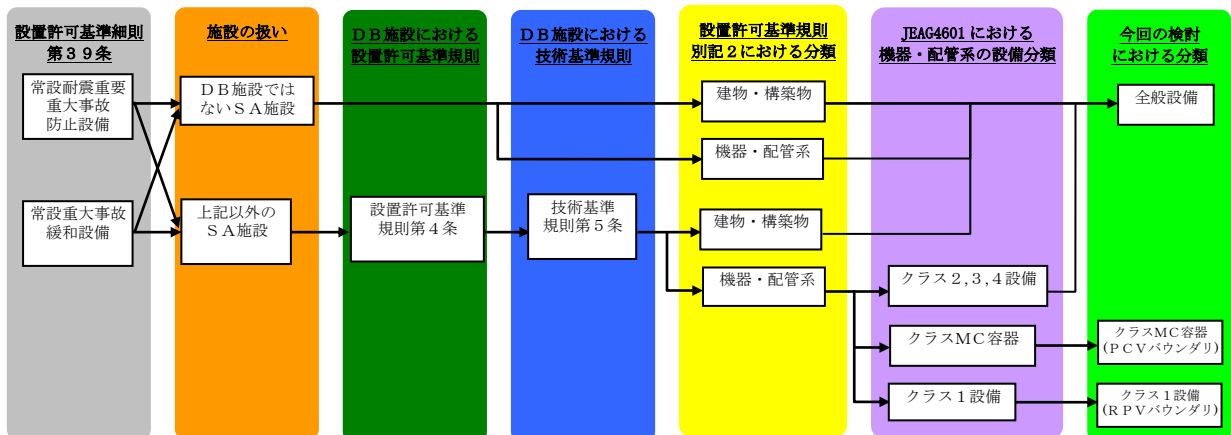 設置許可基準細則
第３９条
常設耐震重要
重大事故
防止設備
常設重大事故
緩和設備
施設の扱い
ＤＢ施設では
ないＳＡ施設
上記以外の
ＳＡ施設
ＤＢ施設における
設置許可基準規則
設置許可基準
規則第４条
ＤＢ施設における
技術基準規則
技術基準
規則第５条
設置許可基準規則
別記２における分類
建物・構築物
機器・配管系
建物・構築物
機器・配管系
JEAG4601における
機器・配管系の設備分類
クラス２,３,４設備
クラスＭＣ容器
クラス１設備
今回の検討
における分類
全般設備
クラスＭＣ容器
(ＰＣＶバウンダリ)
クラス１設備
(ＲＰＶバウンダリ)